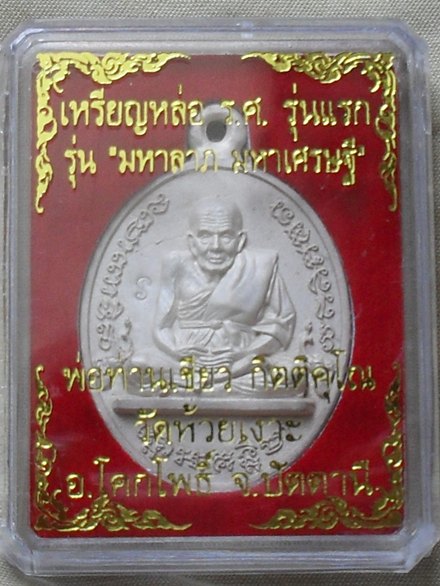 เหรียญหล่อ ร.ศ. รุ่นแรก
รุ่น "มหาลาภ มหาเศรษฐี"
พ่อท่านเขียว กิตติคุโณ
วัดห้วยเงาะ
อ.โคกโพธิ์ จ.ปัตตานี.